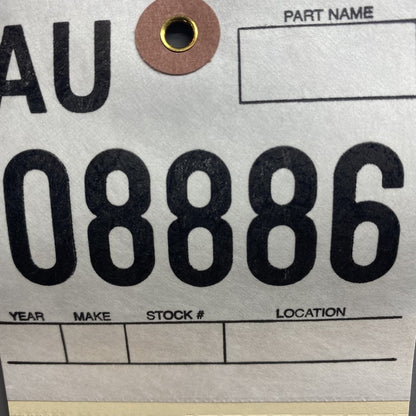 PART NAME
AU
08886
YEAR MAKE STOCK # LOCATION